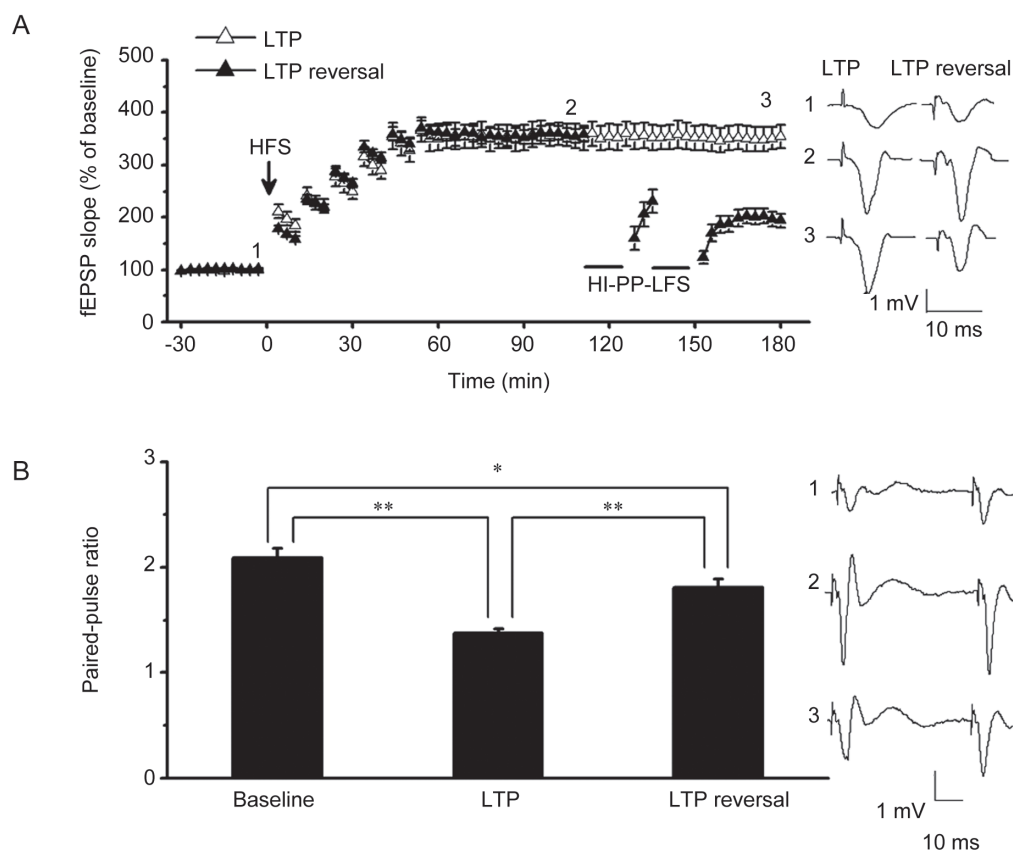 A
LTP
LTP reversal
fEPSP slope (% of baseline)
500
400
300
200
100
0
HFS
1
2
3
HI-PP-LFS
-30 0 30 60 90 120 150 180
Time (min)
LTP LTP reversal
1
2
3
1 mV
10 ms
B
Paired-pulse ratio
3
2
1
0
*
** **
Baseline LTP LTP reversal
1
2
3
1 mV
10 ms